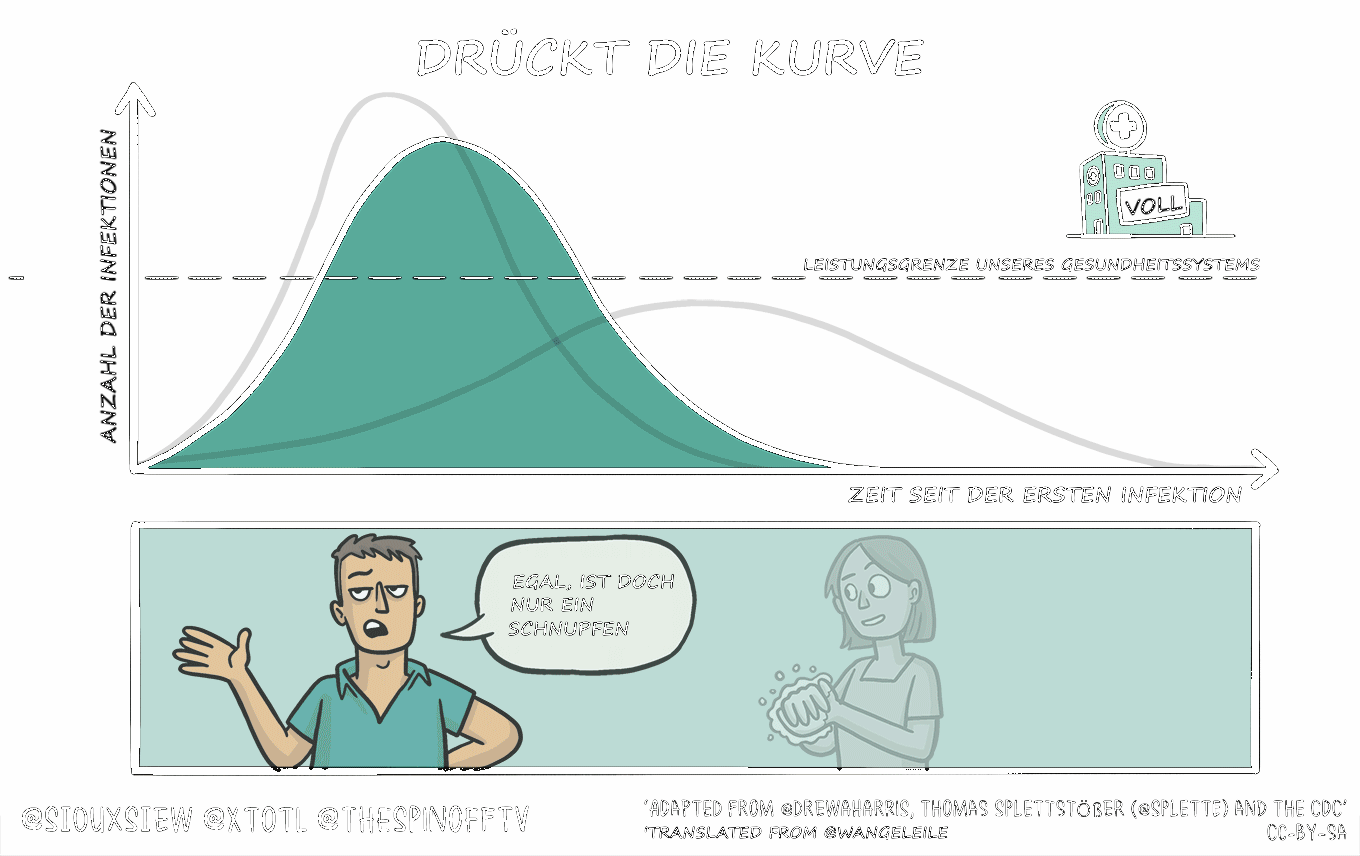 DRÜCKT DIE KURVE
ANZAHL DER INFEKTIONEN
VOLL
LEISTUNGSGRENZE UNSERES GESUNDHEITSSYSTEMS
ZEIT SEIT DER ERSTEN INFEKTION
EGAL, IST DOCH
NUR EIN
SCHNUPFEN
@SIOUXSIEW @XTOTL @THESPINOFFTV
'ADAPTED FROM @DREWAHARRIS, THOMAS SPLETTSTÖßER (@SPLETTE) AND THE CDC'
'TRANSLATED FROM @WANGELEILE
CC-BY-SA